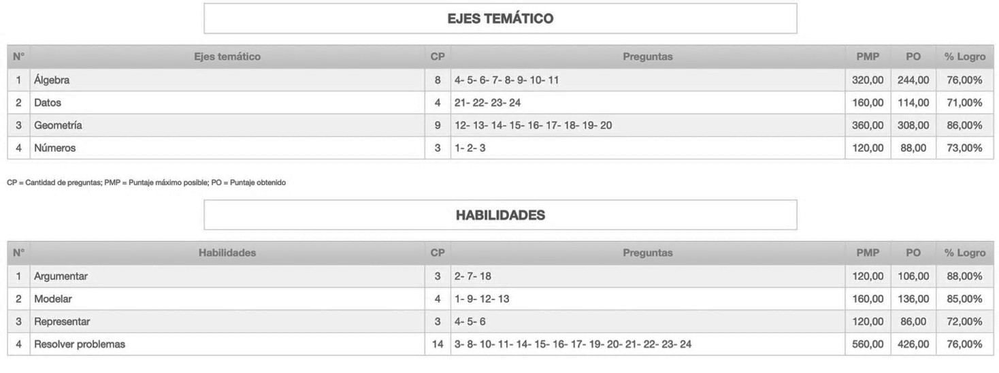 EJES TEMÁTICO
N° Ejes temático CP Preguntas PMP PO % Logro
1 Álgebra 8 4- 5- 6- 7- 8- 9- 10- 11 320,00 244,00 76,00%
2 Datos 4 21- 22- 23- 24 160,00 114,00 71,00%
3 Geometría 9 12- 13- 14- 15- 16- 17- 18- 19- 20 360,00 308,00 86,00%
4 Números 3 1- 2- 3 120,00 88,00 73,00%
CP = Cantidad de preguntas; PMP = Puntaje máximo posible; PO = Puntaje obtenido
HABILIDADES
N° Habilidades CP Preguntas PMP PO % Logro
1 Argumentar 3 2- 7- 18 120,00 106,00 88,00%
2 Modelar 4 1- 9- 12- 13 160,00 136,00 85,00%
3 Representar 3 4- 5- 6 120,00 86,00 72,00%
4 Resolver problemas 14 3- 8- 10- 11- 14- 15- 16- 17- 19- 20- 21- 22- 23- 24 560,00 426,00 76,00%